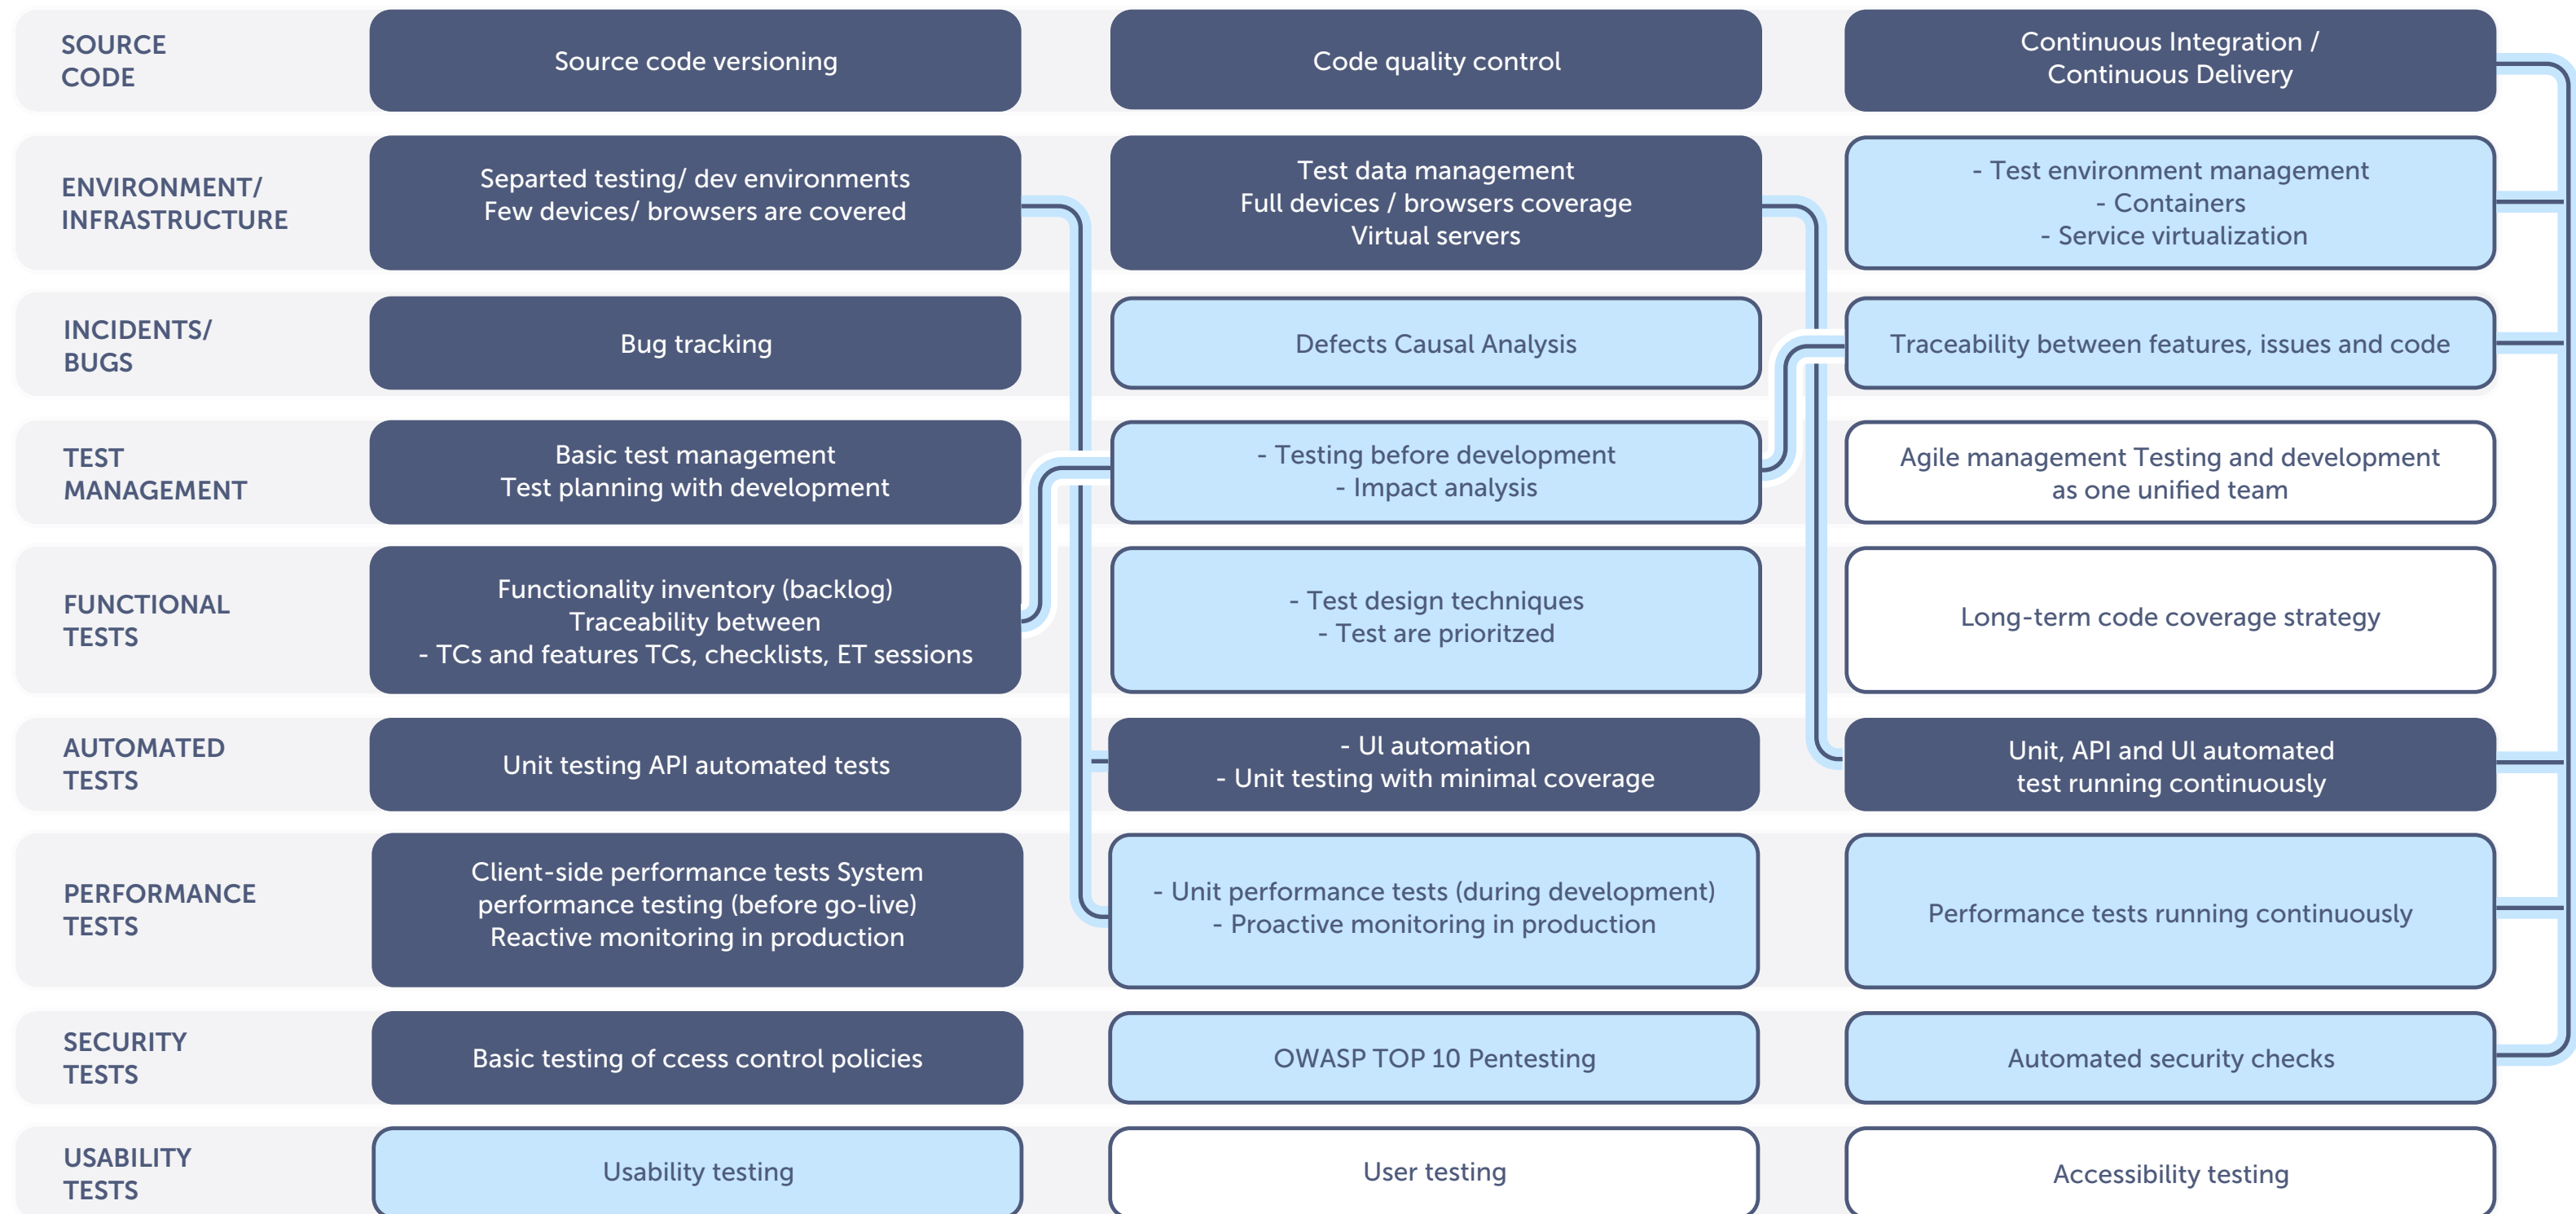 SOURCE
CODE
Source code versioning
Code quality control
Continuous Integration /
Continuous Delivery
ENVIRONMENT/
INFRASTRUCTURE
Separted testing/ dev environments
Few devices/ browsers are covered
Test data management
Full devices / browsers coverage
Virtual servers
- Test environment management
- Containers
- Service virtualization
INCIDENTS/
BUGS
Bug tracking
Defects Causal Analysis
Traceability between features, issues and code
TEST
MANAGEMENT
Basic test management
Test planning with development
- Testing before development
- Impact analysis
Agile management Testing and development
as one unified team
FUNCTIONAL
TESTS
Functionality inventory (backlog)
Traceability between
- TCs and features TCs, checklists, ET sessions
- Test design techniques
- Test are prioritzed
Long-term code coverage strategy
AUTOMATED
TESTS
Unit testing API automated tests
- UI automation
- Unit testing with minimal coverage
Unit, API and UI automated
test running continuously
PERFORMANCE
TESTS
Client-side performance tests System
performance testing (before go-live)
Reactive monitoring in production
- Unit performance tests (during development)
- Proactive monitoring in production
Performance tests running continuously
SECURITY
TESTS
Basic testing of ccess control policies
OWASP TOP 10 Pentesting
Automated security checks
USABILITY
TESTS
Usability testing
User testing
Accessibility testing